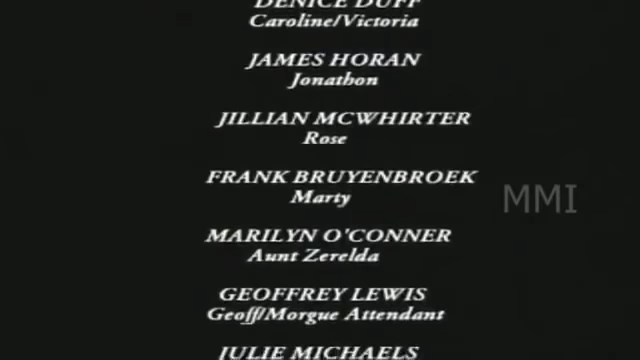 DENICE DUFF
Caroline/Victoria
JAMES HORAN
Jonathon
JILLIAN MCWHIRTER
Rose
FRANK BRUYENBROEK
Marty
MMI
MARILYN O'CONNER
Aunt Zerelda
GEOFFREY LEWIS
Geoff/Morgue Attendant
JULIE MICHAELS